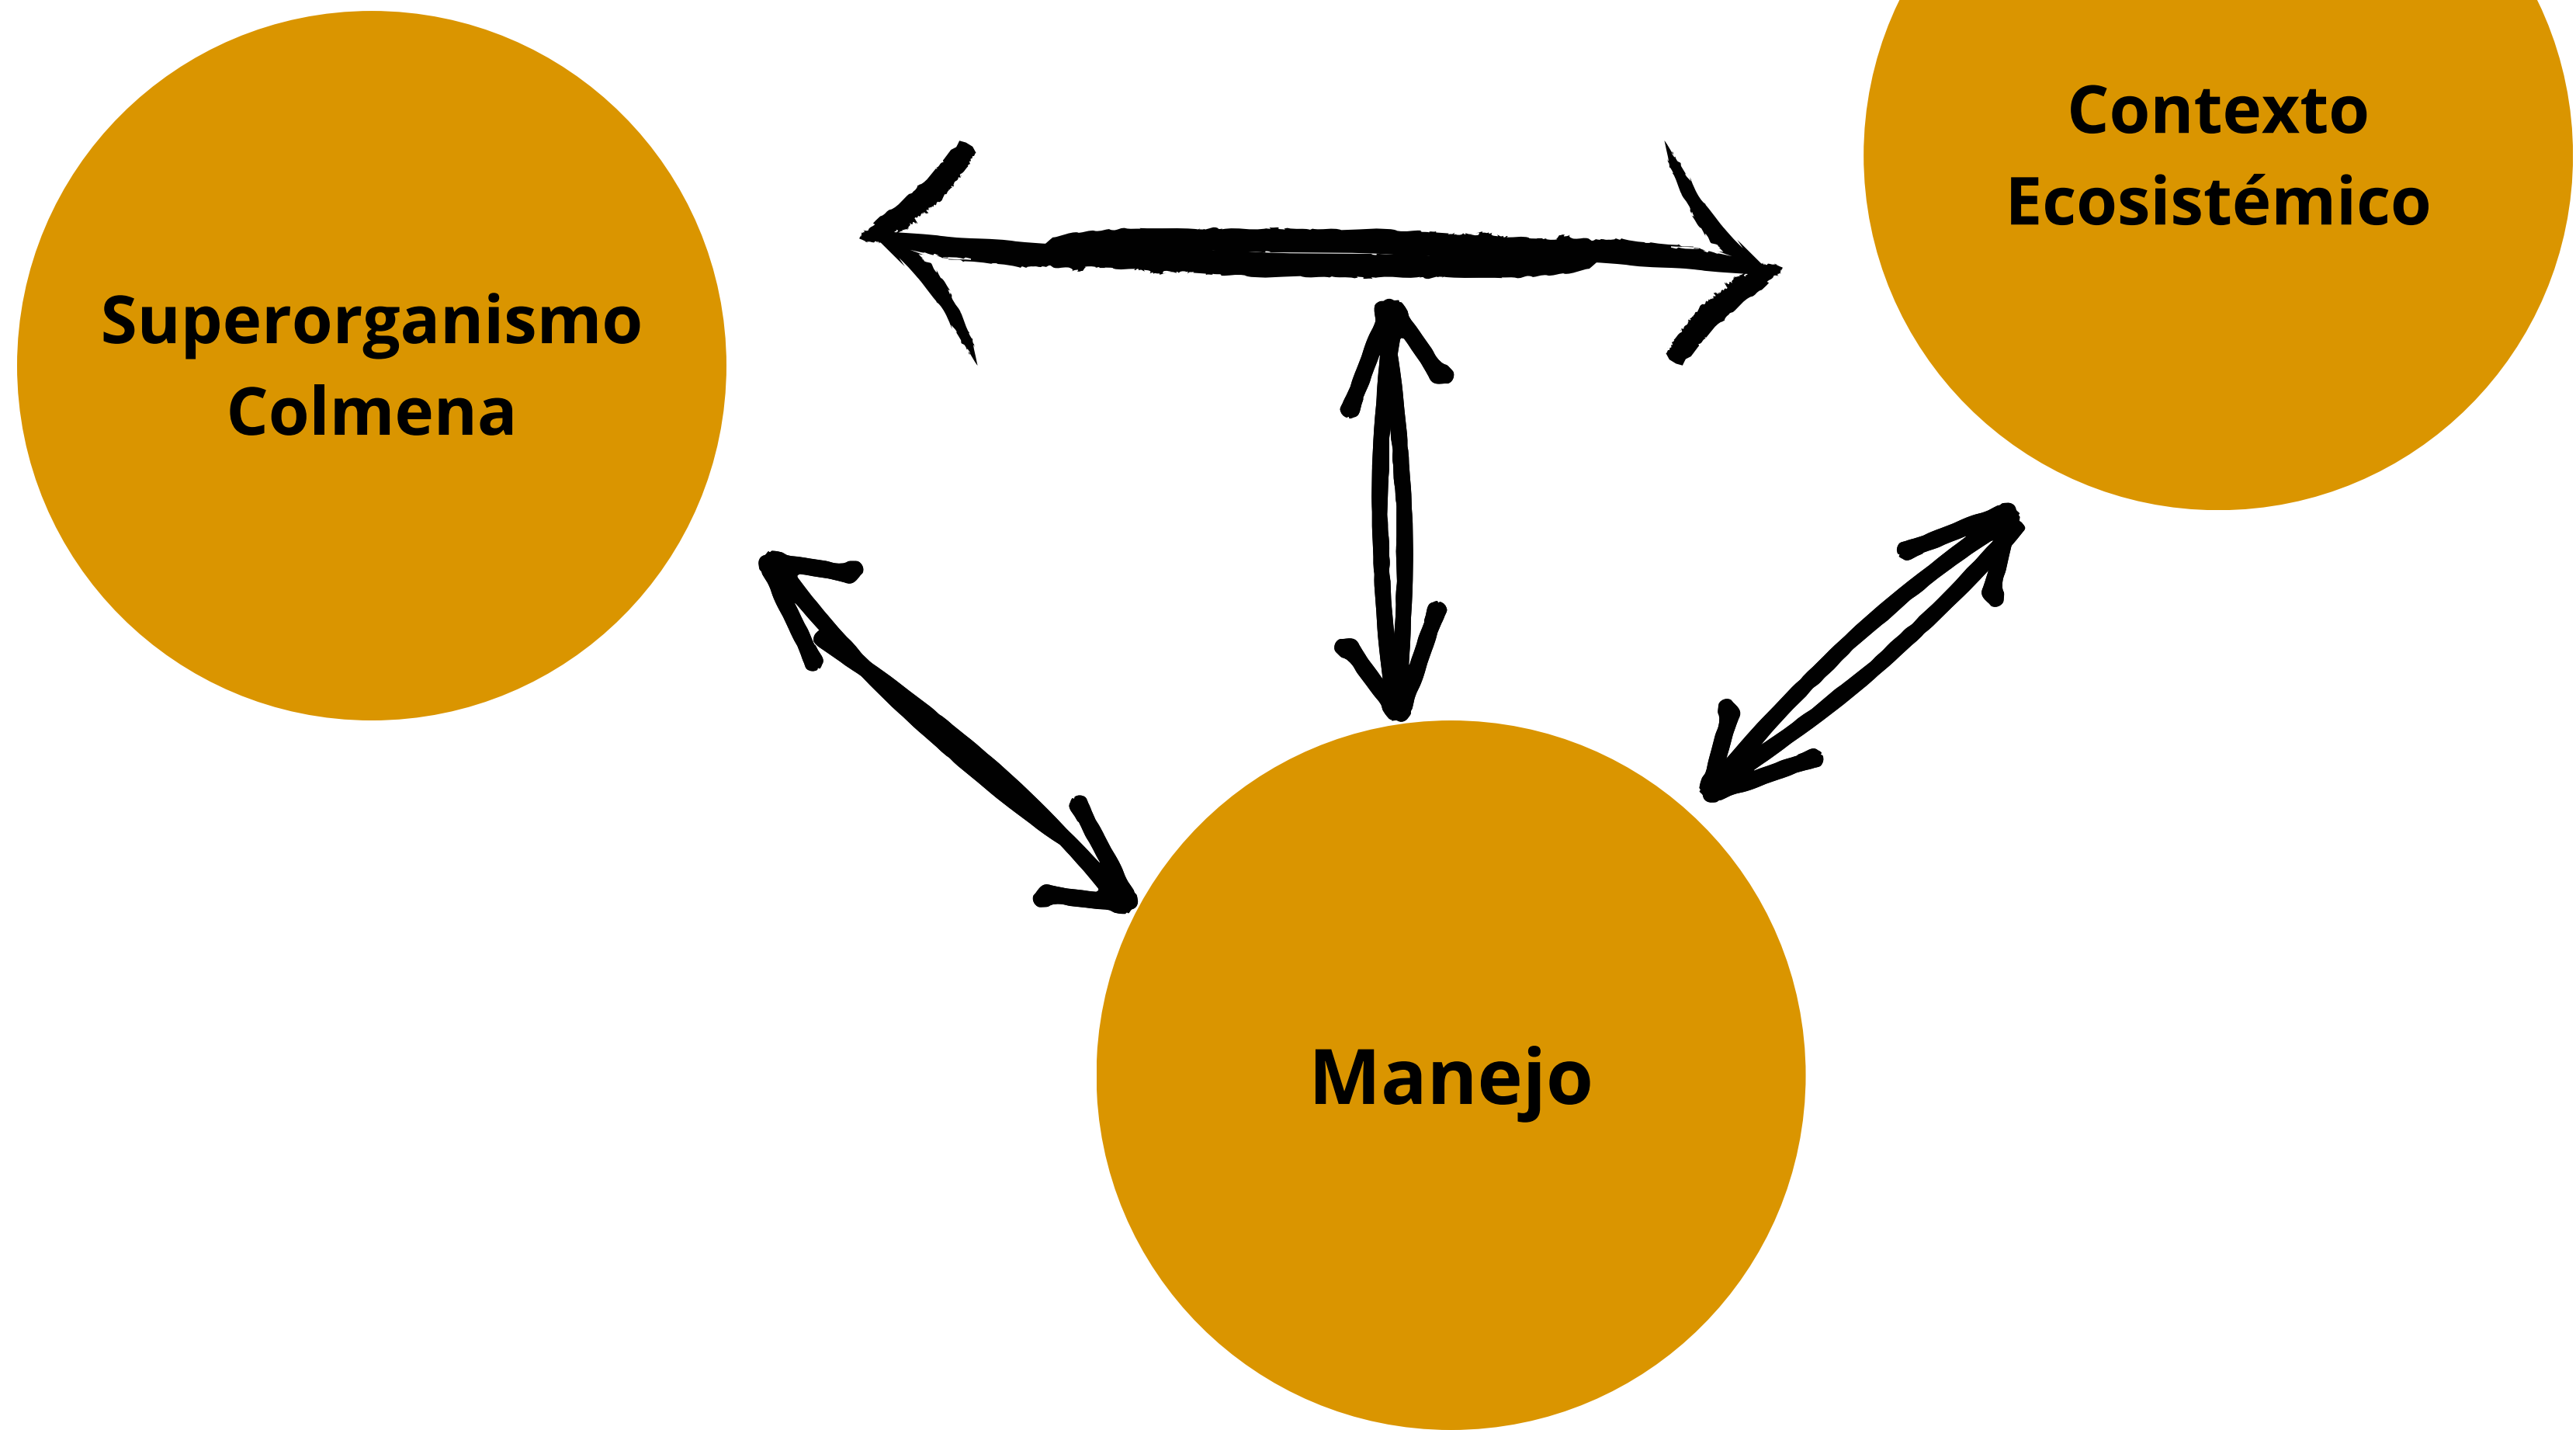 Superorganismo
Colmena
Contexto
Ecosistémico
Manejo